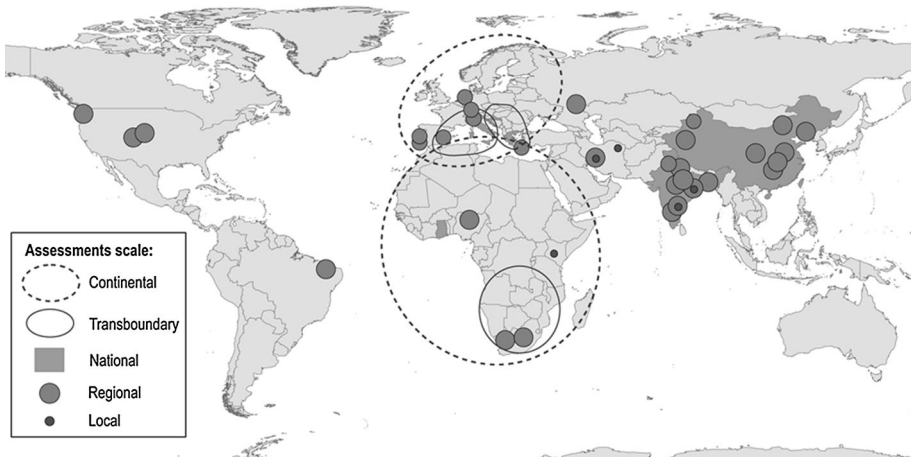 Assessments scale:
Continental
Transboundary
National
Regional
Local